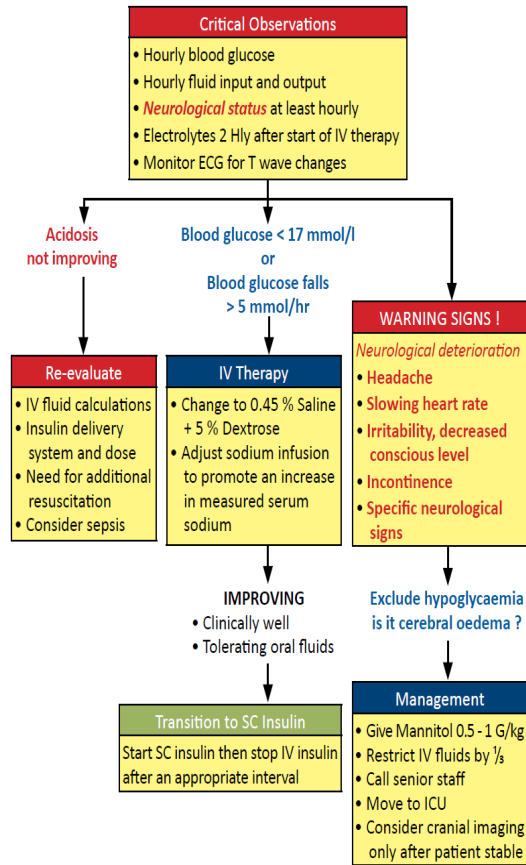 Critical Observations
• Hourly blood glucose
• Hourly fluid input and output
• Neurological status at least hourly
• Electrolytes 2 Hly after start of IV therapy
• Monitor ECG for T wave changes
Acidosis
not improving
Blood glucose < 17 mmol/l
or
Blood glucose falls
> 5 mmol/hr
WARNING SIGNS !
Neurological deterioration
• Headache
• Slowing heart rate
• Irritability, decreased
conscious level
• Incontinence
• Specific neurological
signs
Re-evaluate
• IV fluid calculations
• Insulin delivery
system and dose
• Need for additional
resuscitation
• Consider sepsis
IV Therapy
• Change to 0.45 % Saline
+ 5 % Dextrose
• Adjust sodium infusion
to promote an increase
in measured serum
sodium
IMPROVING
• Clinically well
• Tolerating oral fluids
Exclude hypoglycaemia
is it cerebral oedema ?
Transition to SC Insulin
Start SC insulin then stop IV insulin
after an appropriate interval
Management
• Give Mannitol 0.5 - 1 G/kg
• Restrict IV fluids by ⅓
• Call senior staff
• Move to ICU
• Consider cranial imaging
only after patient stable